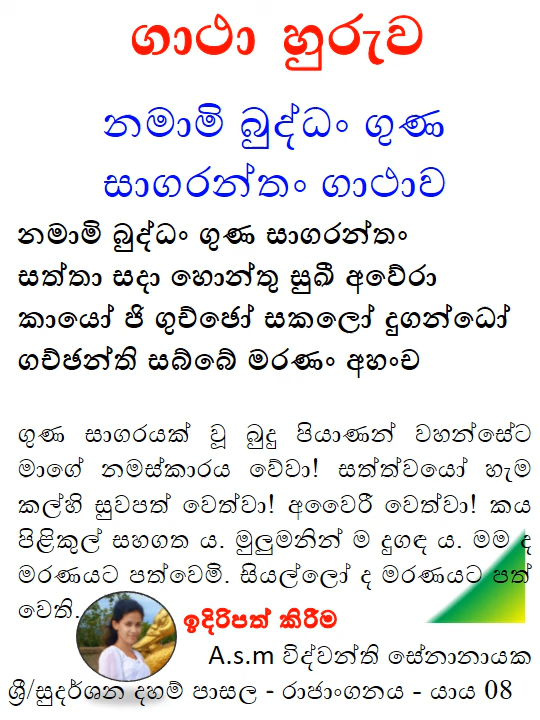 ගාථා හුරුව
නමාමි බුද්ධං ගුණ
සාගරන්තං ගාථාව
නමාමි බුද්ධං ගුණ සාගරන්තං
සත්තා සදා හොන්තු සුඛී අවේරා
කායෝ ජි ගුච්ඡෝ සකලෝ දුගන්ධෝ
ගච්ඡන්ති සබ්බේ මරණං අහංච
ගුණ සාගරයක් වූ බුදු පියාණන් වහන්සේට
මාගේ නමස්කාරය වේවා! සත්ත්වයෝ හැම
කල්හි සුවපත් වෙත්වා! අවෛරී වෙත්වා! කය
පිළිකුල් සහගත ය. මුලුමනින් ම දුගඳ ය. මම ද
මරණයට පත්වෙමි. සියල්ලෝ ද මරණයට පත්
වෙති.
ඉදිරිපත් කිරීම
A.s.m විද්වන්ති සේනානායක
ශ්‍රී/සුදර්ශන දහම් පාසල - රාජාංගනය - යාය 08